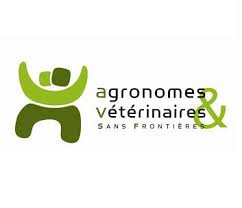 agronomes
& vétérinaires
SANS FRONTIÈRES